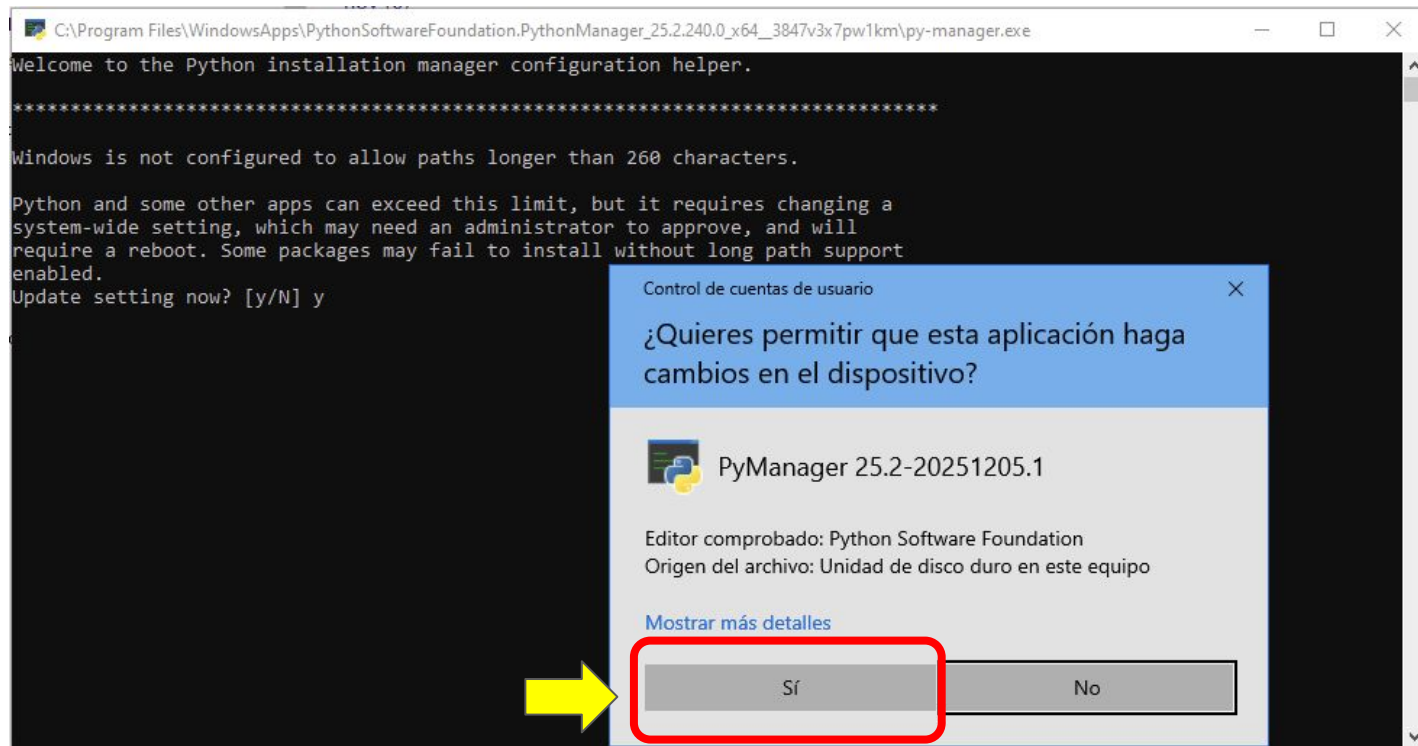 C:\Program Files\WindowsApps\PythonSoftwareFoundation.PythonManager_25.2.240.0_x64__3847v3x7pw1km\py-manager.exe
Welcome to the Python installation manager configuration helper.
********************************************************************************
Windows is not configured to allow paths longer than 260 characters.
Python and some other apps can exceed this limit, but it requires changing a
system-wide setting, which may need an administrator to approve, and will
require a reboot. Some packages may fail to install without long path support
enabled.
Update setting now? [y/N] y
Control de cuentas de usuario
¿Quieres permitir que esta aplicación haga
cambios en el dispositivo?
PyManager 25.2-20251205.1
Editor comprobado: Python Software Foundation
Origen del archivo: Unidad de disco duro en este equipo
Mostrar más detalles
Sí
No